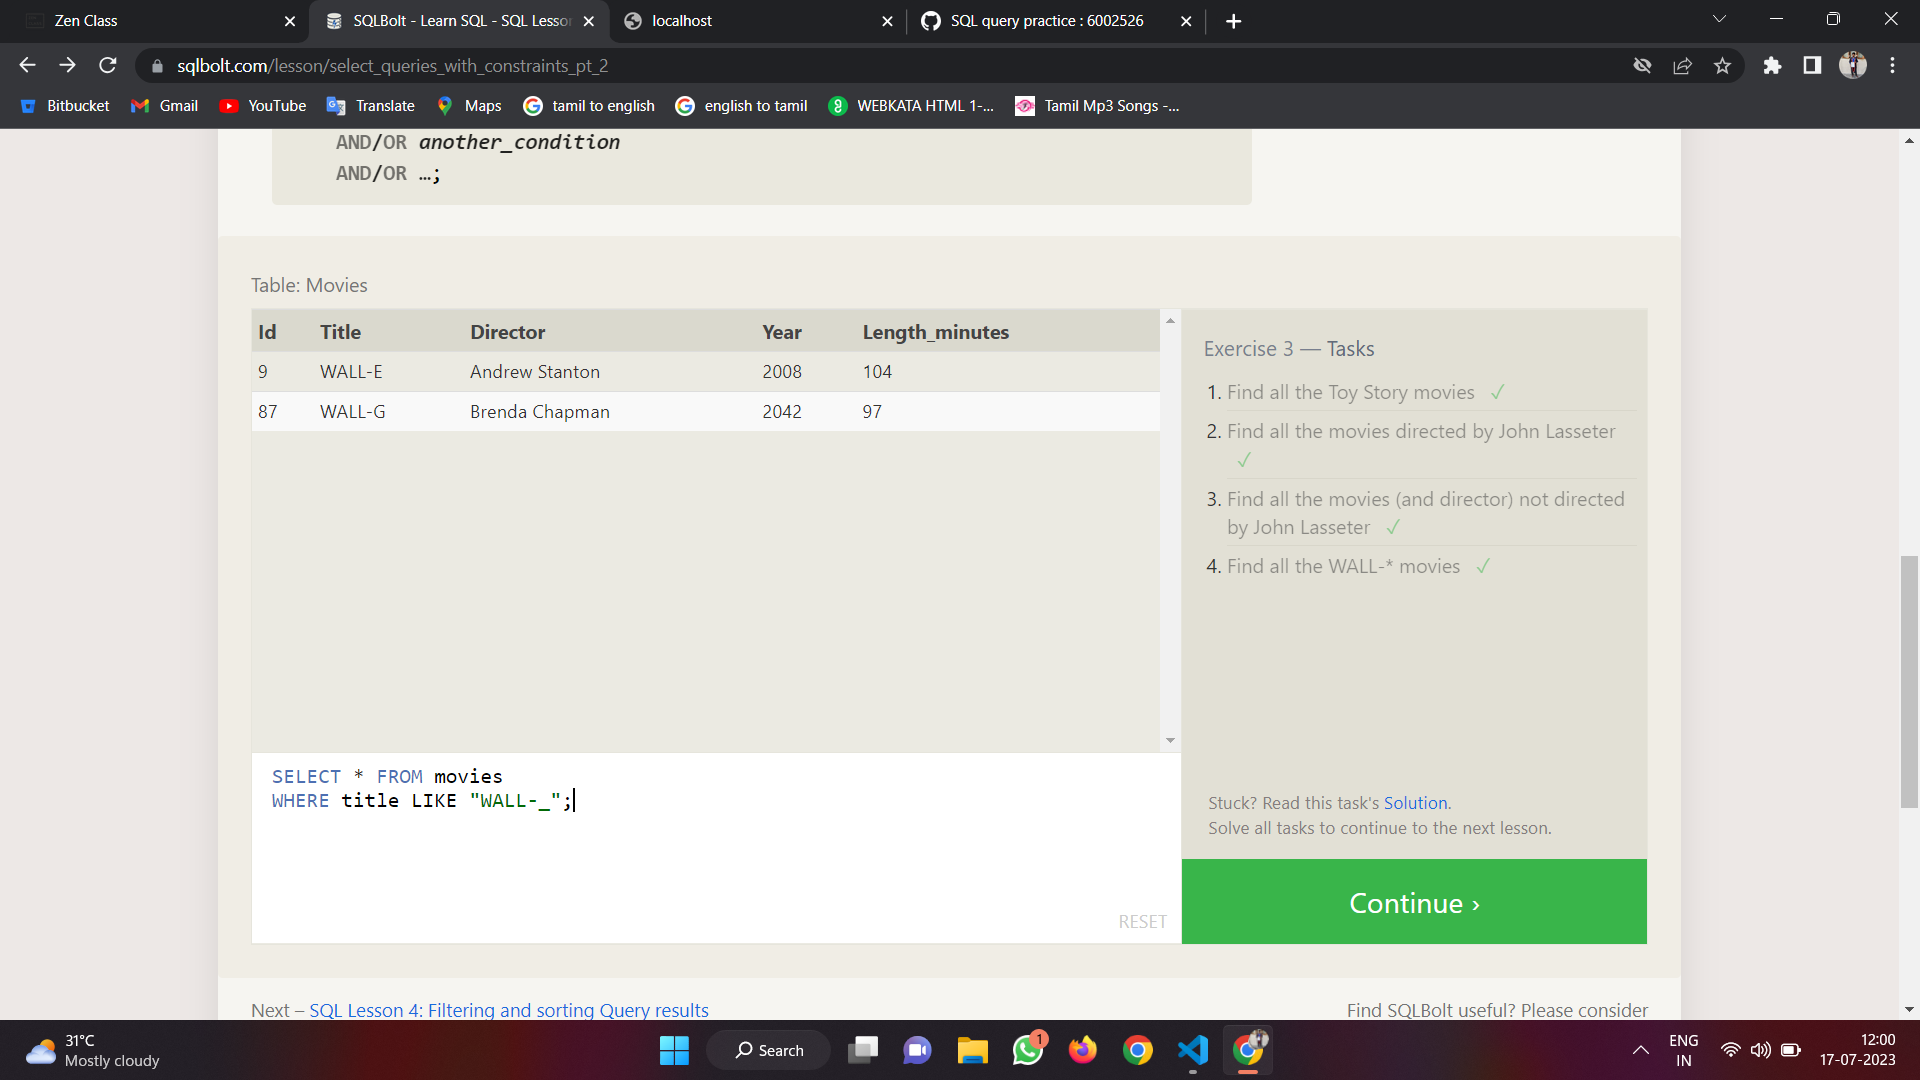 Zen Class
SQLBolt - Learn SQL - SQL Lesson
localhost
SQL query practice : 6002526
sqlbolt.com/lesson/select_queries_with_constraints_pt_2
Bitbucket
Gmail
YouTube
Translate
Maps
tamil to english
english to tamil
WEBKATA HTML 1-...
Tamil Mp3 Songs -...
AND/OR another_condition
AND/OR …;
Table: Movies
Id Title Director Year Length_minutes
9 WALL-E Andrew Stanton 2008 104
87 WALL-G Brenda Chapman 2042 97
SELECT * FROM movies
WHERE title LIKE "WALL-_";
RESET
Exercise 3 — Tasks
1. Find all the Toy Story movies ✓
2. Find all the movies directed by John Lasseter
✓
3. Find all the movies (and director) not directed
by John Lasseter ✓
4. Find all the WALL-* movies ✓
Stuck? Read this task's Solution.
Solve all tasks to continue to the next lesson.
Continue ›
Next – SQL Lesson 4: Filtering and sorting Query results
Find SQLBolt useful? Please consider
31°C
Mostly cloudy
Search
1
ENG
IN
12:00
17-07-2023